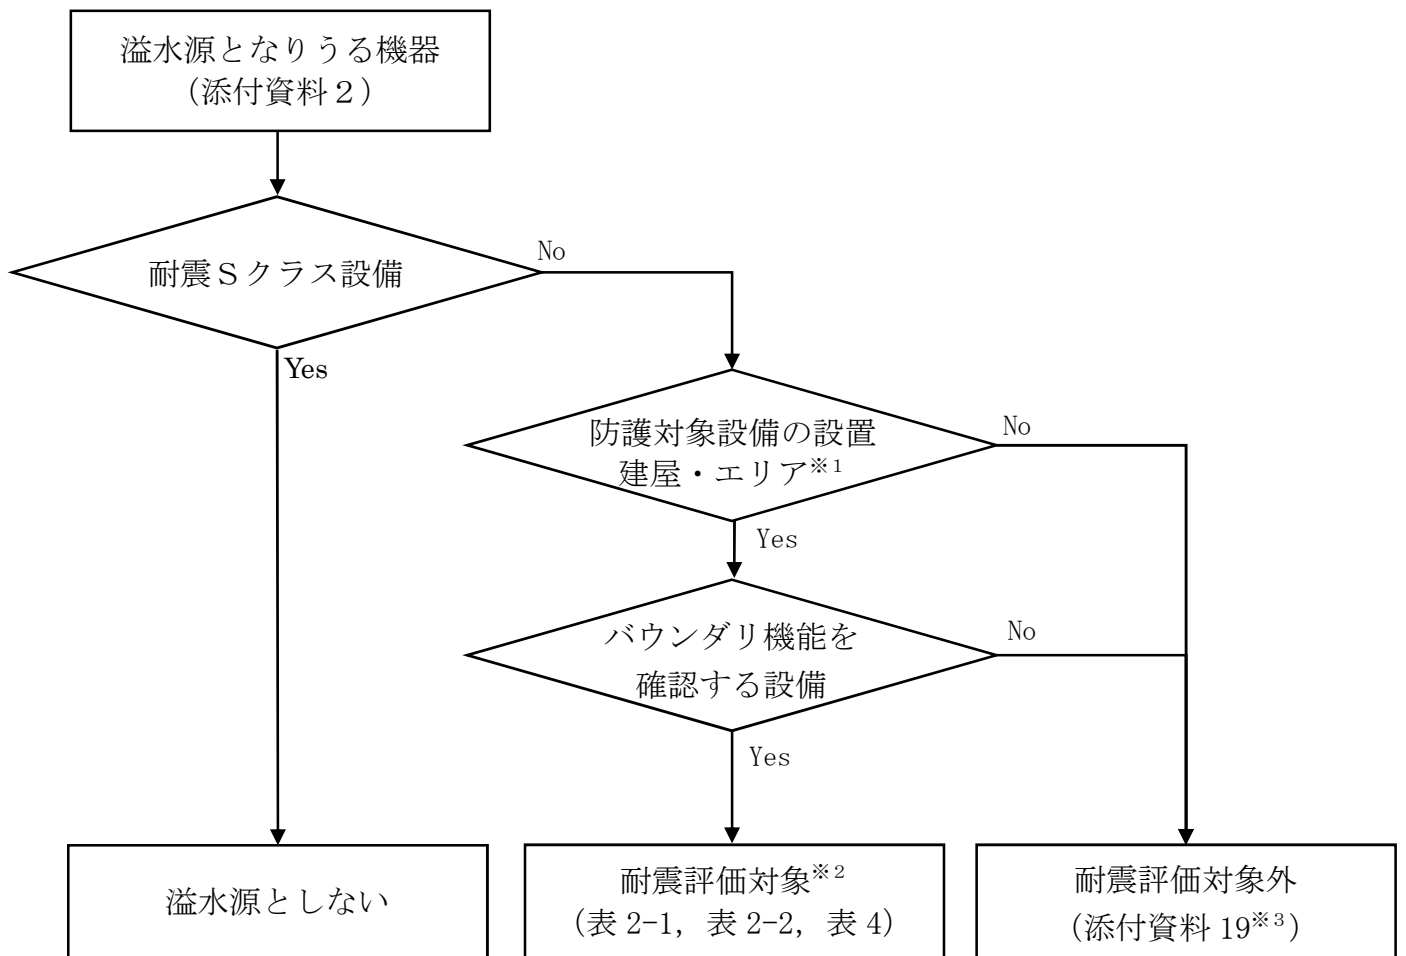 溢水源となりうる機器
（添付資料２）
耐震Ｓクラス設備
No
Yes
防護対象設備の設置
建屋・エリア※1
No
Yes
バウンダリ機能を
確認する設備
No
Yes
溢水源としない
耐震評価対象※2
（表 2-1，表 2-2，表 4）
耐震評価対象外
（添付資料 19※3）